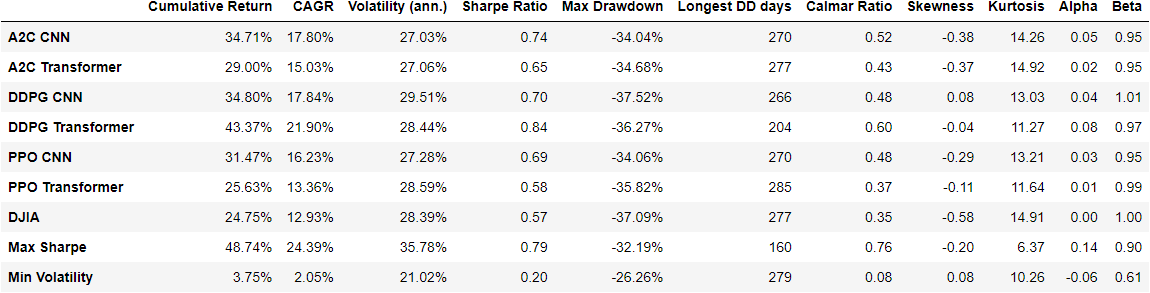 Cumulative Return CAGR Volatility (ann.) Sharpe Ratio Max Drawdown Longest DD days Calmar Ratio Skewness Kurtosis Alpha Beta
A2C CNN 34.71% 17.80% 27.03% 0.74 -34.04% 270 0.52 -0.38 14.26 0.05 0.95
A2C Transformer 29.00% 15.03% 27.06% 0.65 -34.68% 277 0.43 -0.37 14.92 0.02 0.95
DDPG CNN 34.80% 17.84% 29.51% 0.70 -37.52% 266 0.48 0.08 13.03 0.04 1.01
DDPG Transformer 43.37% 21.90% 28.44% 0.84 -36.27% 204 0.60 -0.04 11.27 0.08 0.97
PPO CNN 31.47% 16.23% 27.28% 0.69 -34.06% 270 0.48 -0.29 13.21 0.03 0.95
PPO Transformer 25.63% 13.36% 28.59% 0.58 -35.82% 285 0.37 -0.11 11.64 0.01 0.99
DJIA 24.75% 12.93% 28.39% 0.57 -37.09% 277 0.35 -0.58 14.91 0.00 1.00
Max Sharpe 48.74% 24.39% 35.78% 0.79 -32.19% 160 0.76 -0.20 6.37 0.14 0.90
Min Volatility 3.75% 2.05% 21.02% 0.20 -26.26% 279 0.08 0.08 10.26 -0.06 0.61